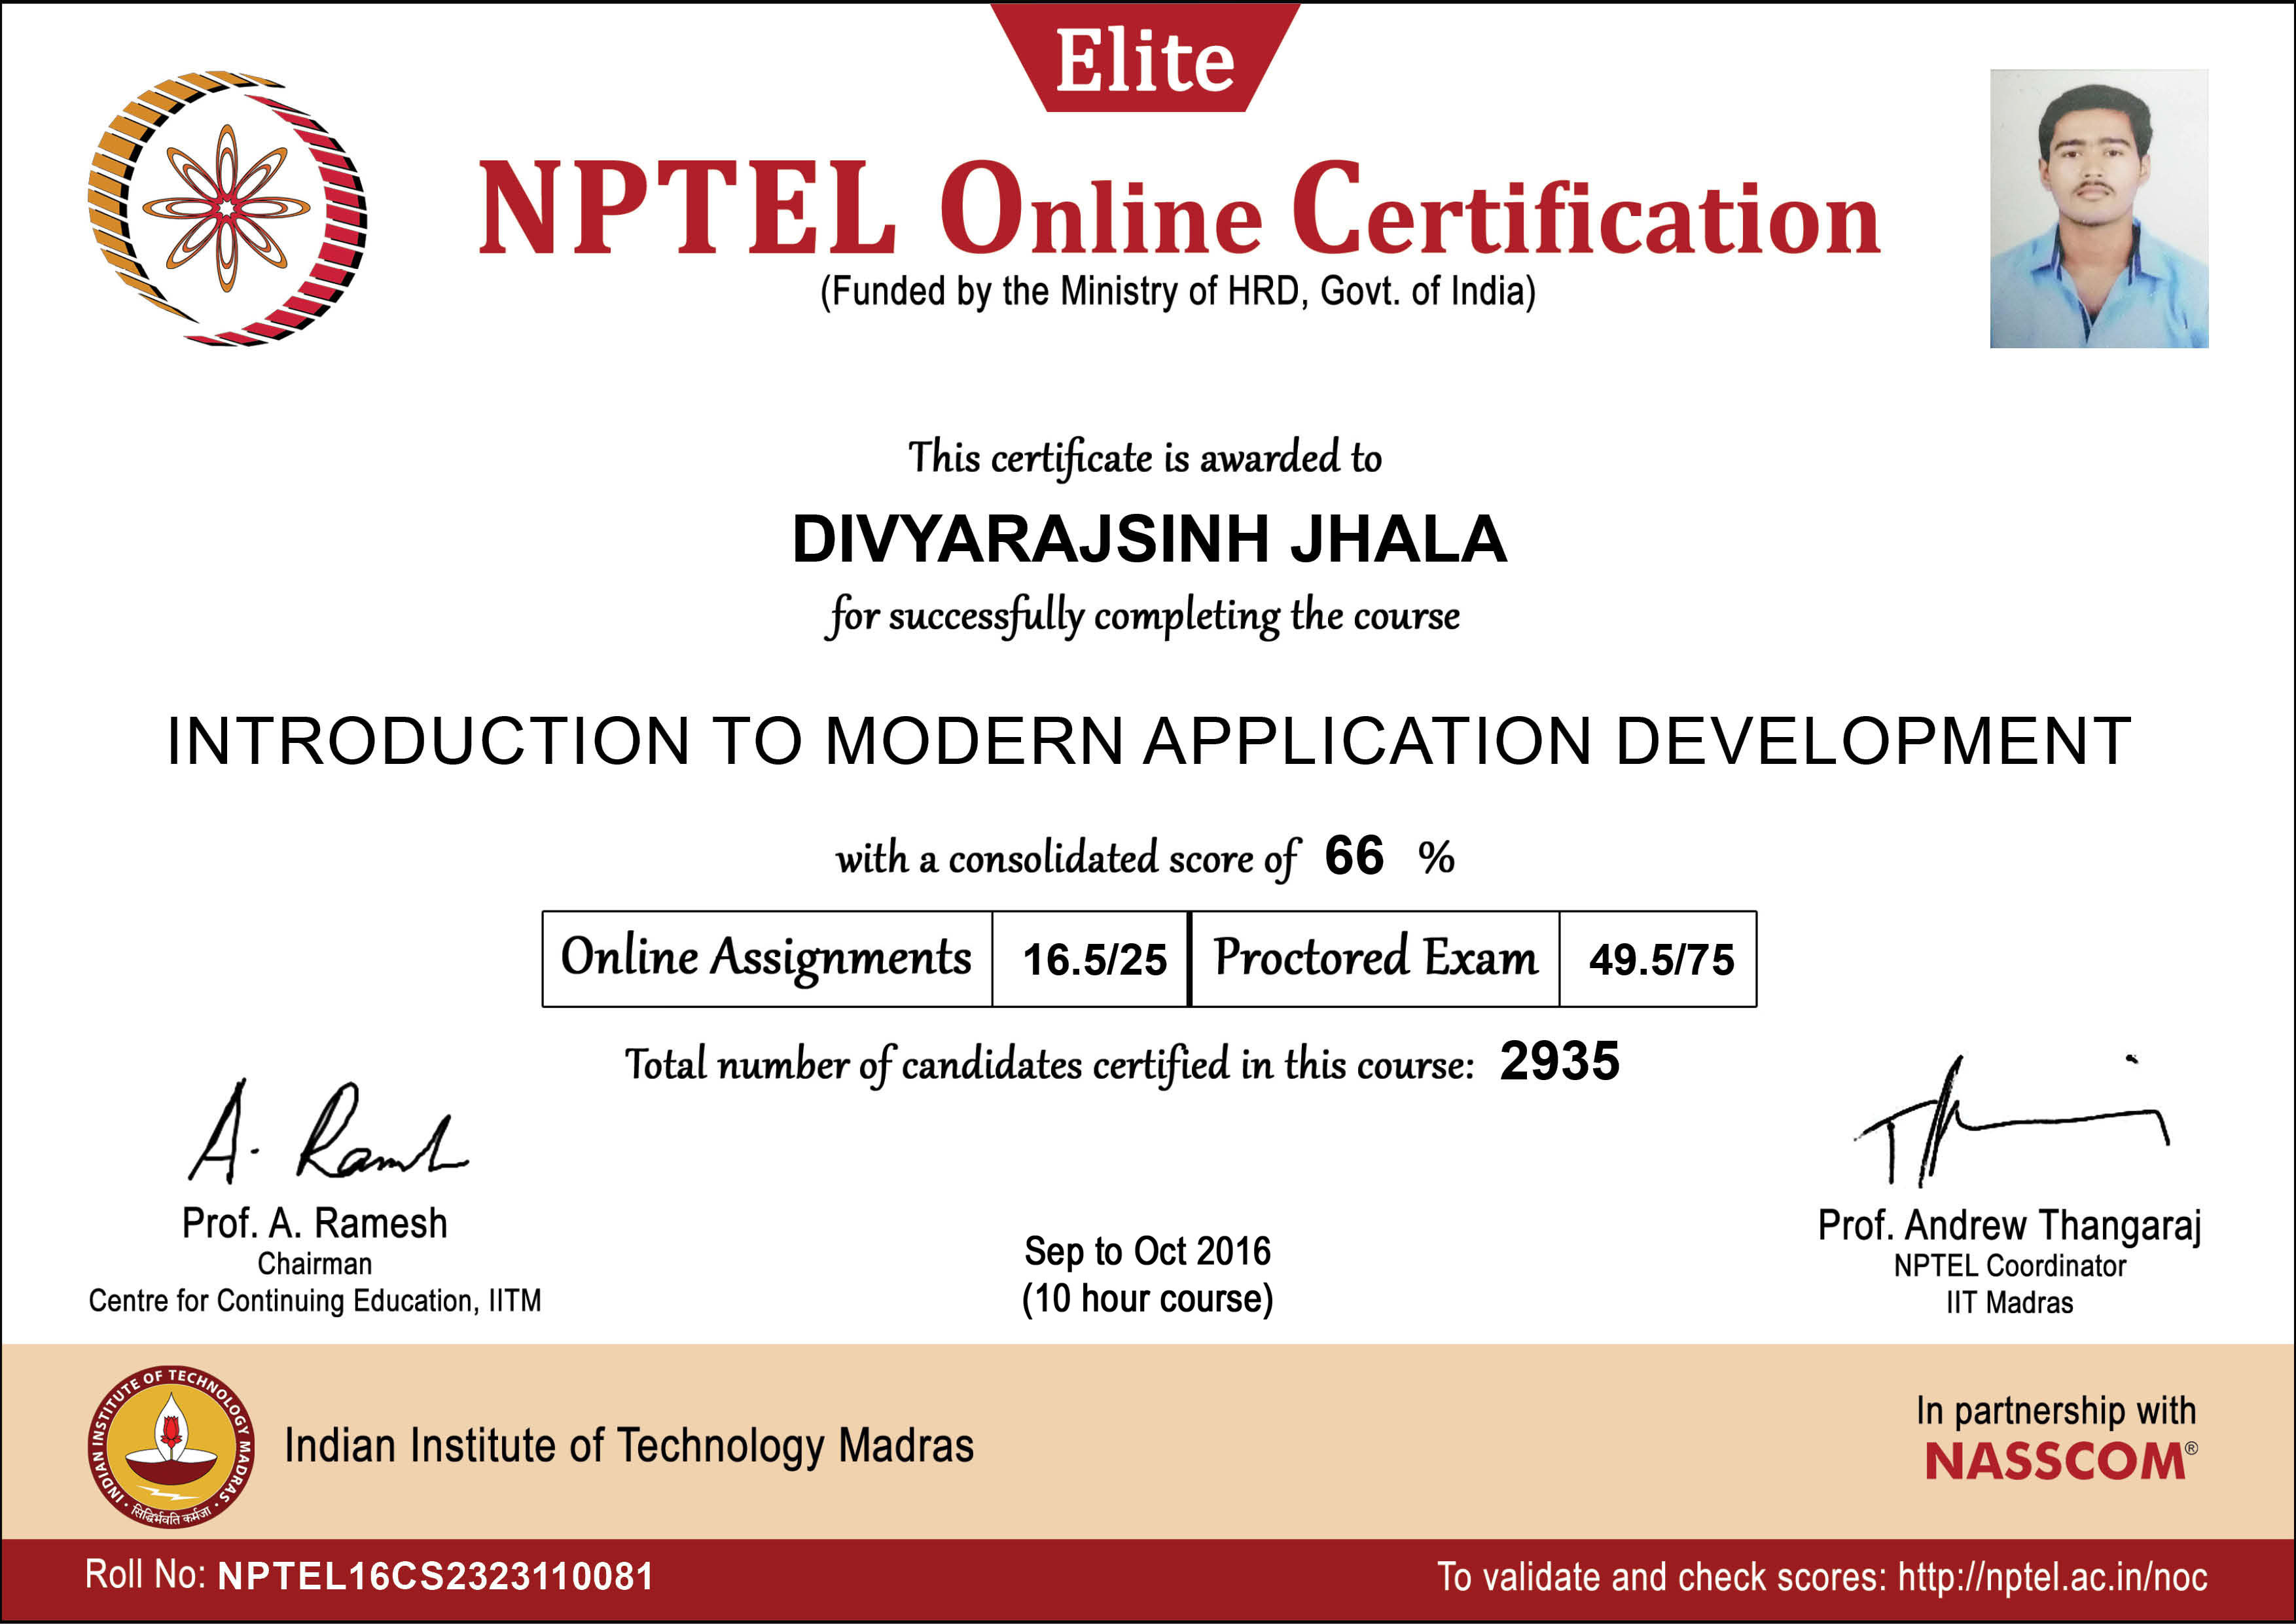 Elite
NPTEL Online Certification
(Funded by the Ministry of HRD, Govt. of India)
This certificate is awarded to
DIVYARAJSINH JHALA
for successfully completing the course
INTRODUCTION TO MODERN APPLICATION DEVELOPMENT
with a consolidated score of 66 %
Online Assignments 16.5/25 Proctored Exam 49.5/75
Total number of candidates certified in this course: 2935
A. Ramesh
Prof. A. Ramesh
Chairman
Centre for Continuing Education, IITM
Sep to Oct 2016
(10 hour course)
Prof. Andrew Thangaraj
NPTEL Coordinator
IIT Madras
INDIAN INSTITUTE OF TECHNOLOGY MADRAS
सिद्धिर्भवति कर्मजा
Indian Institute of Technology Madras
In partnership with
NASSCOM®
Roll No: NPTEL16CS2323110081
To validate and check scores: http://nptel.ac.in/noc